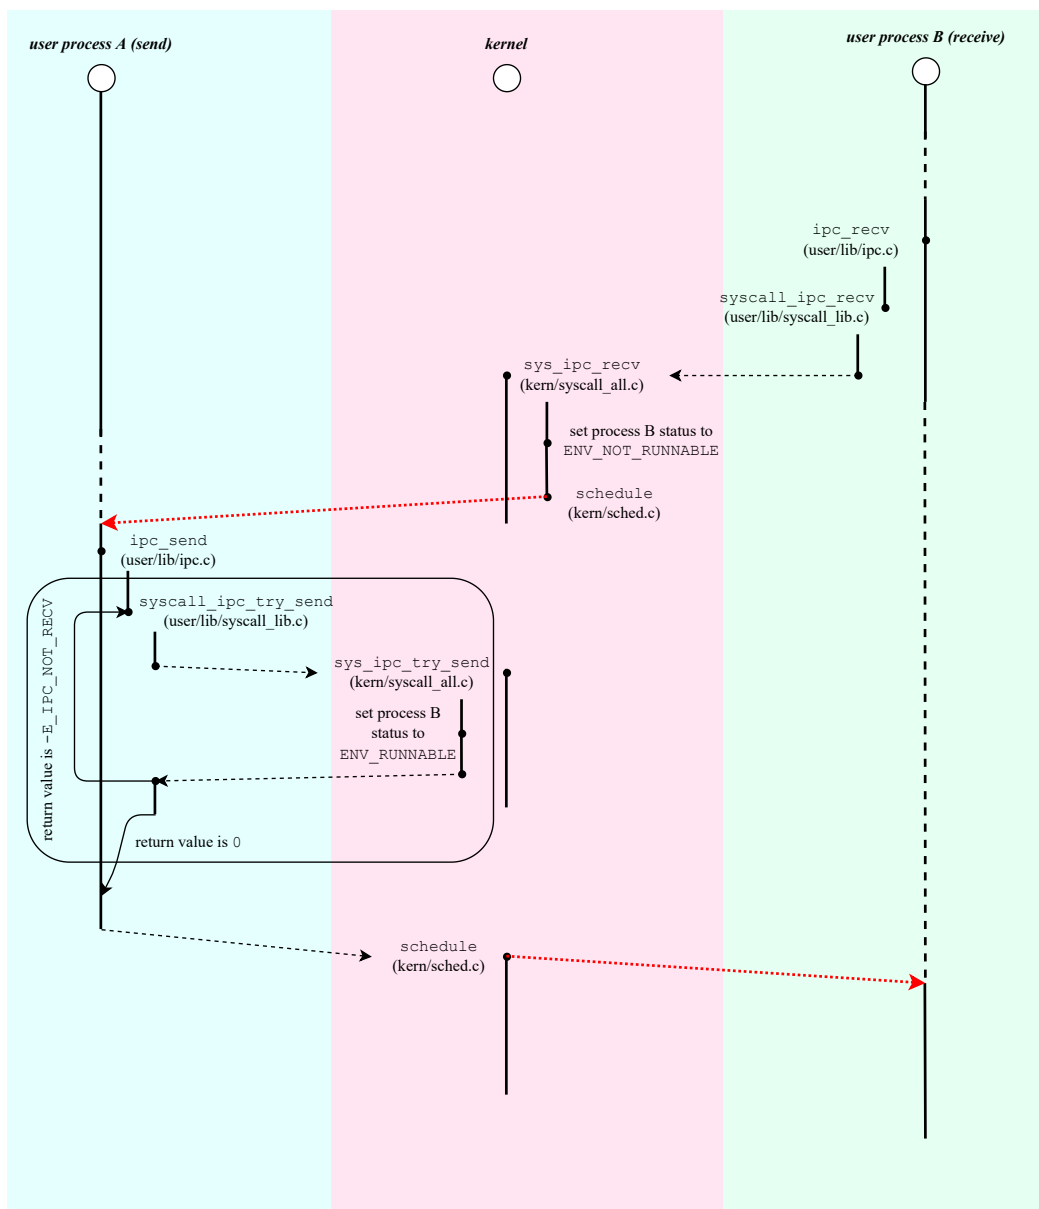 user process A (send)
kernel
user process B (receive)
ipc_recv
(user/lib/ipc.c)
syscall_ipc_recv
(user/lib/syscall_lib.c)
sys_ipc_recv
(kern/syscall_all.c)
set process B status to
ENV_NOT_RUNNABLE
schedule
(kern/sched.c)
ipc_send
(user/lib/ipc.c)
syscall_ipc_try_send
(user/lib/syscall_lib.c)
sys_ipc_try_send
(kern/syscall_all.c)
set process B
status to
ENV_RUNNABLE
return value is -E_IPC_NOT_RECV
return value is 0
schedule
(kern/sched.c)